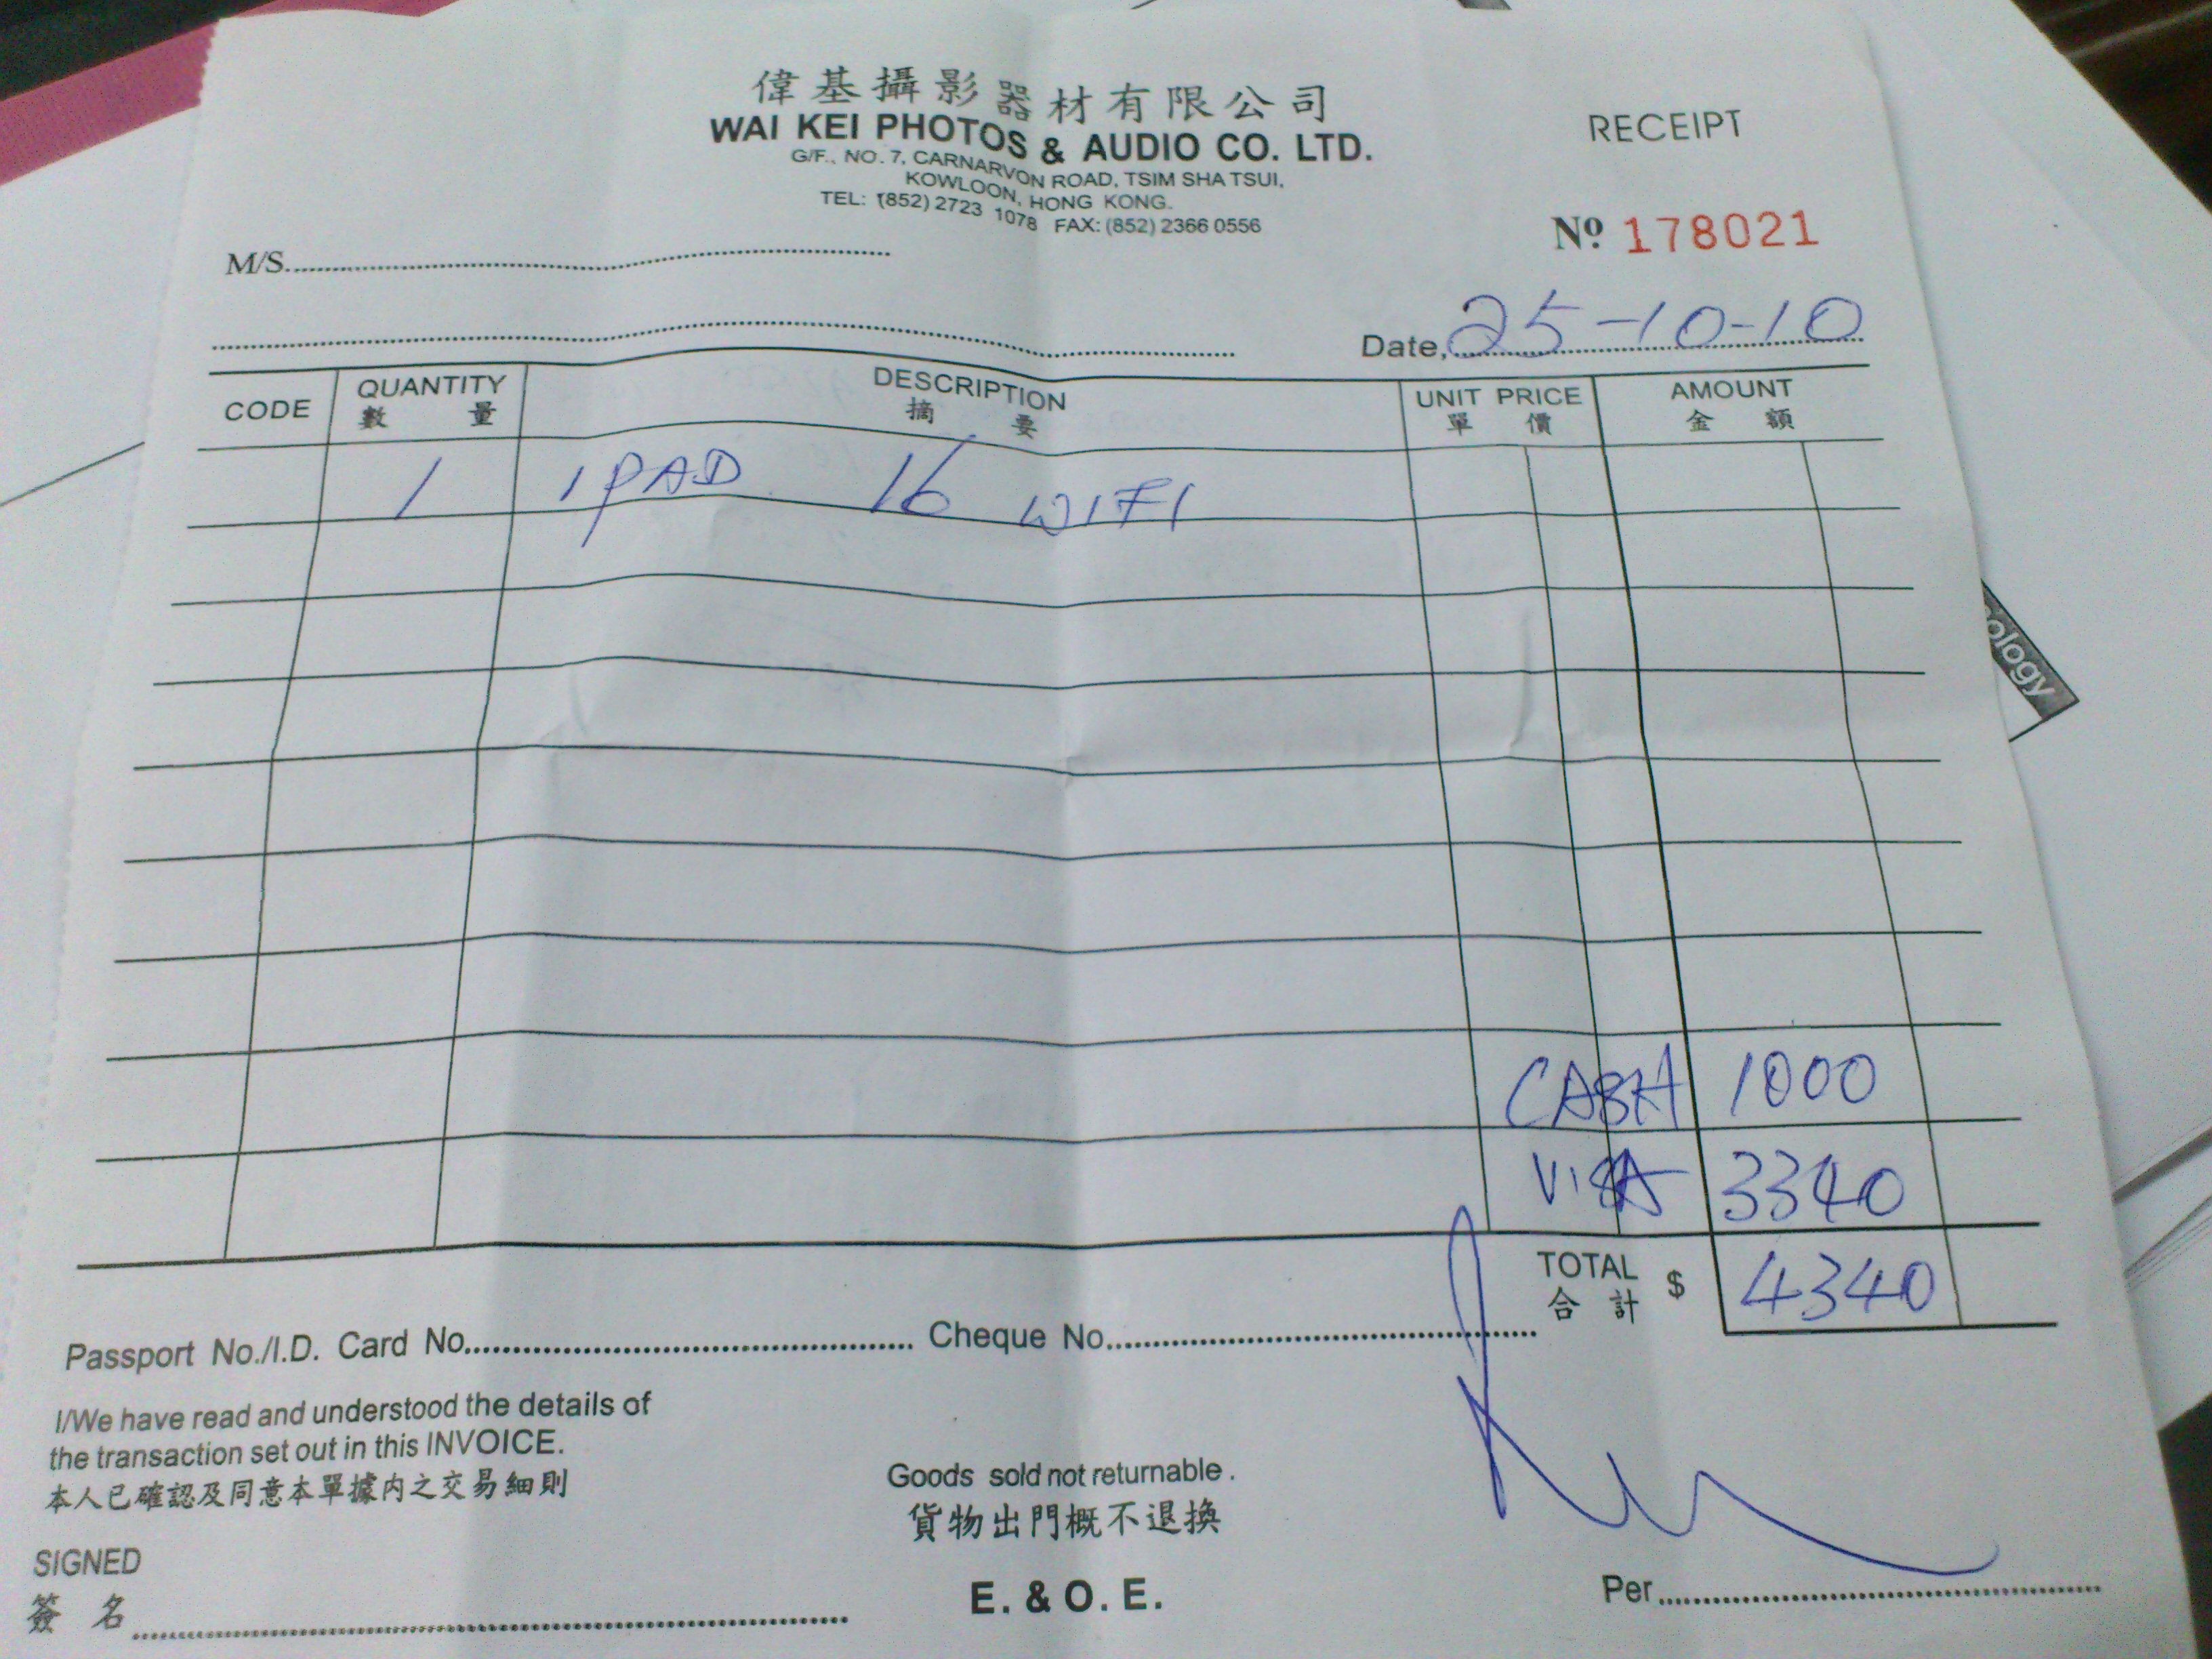 偉基攝影器材有限公司
WAI KEI PHOTOS & AUDIO CO. LTD.
G/F., NO. 7, CARNARVON ROAD, TSIM SHA TSUI,
KOWLOON, HONG KONG.
TEL: (852) 2723 1078 FAX: (852) 2366 0556
RECEIPT
Nº 178021
M/S
Date, 25-10-10
CODE QUANTITY DESCRIPTION UNIT PRICE AMOUNT
數量 摘要 單價 金額
1 IPAD 16 WIFI
CASH 1000
VISA 3340
TOTAL $ 4340
合計
Passport No./I.D. Card No. Cheque No.
I/We have read and understood the details of
the transaction set out in this INVOICE.
本人已確認及同意本單據內之交易細則
Goods sold not returnable.
貨物出門概不退換
SIGNED
簽名
E. & O. E.
Per
ology